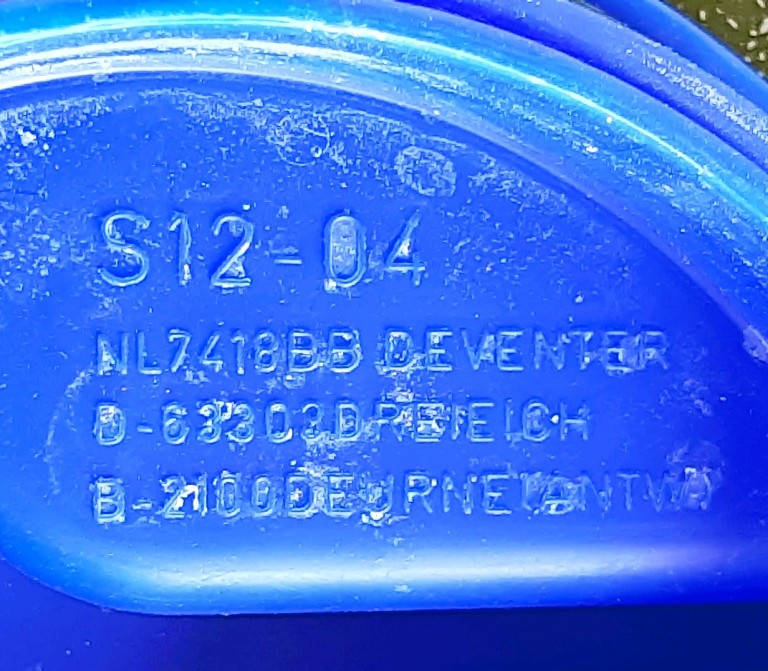 S12-04
NL7418BB DEVENTER
D-63303DREIEICH
B-2100DEURNE(ANTW)